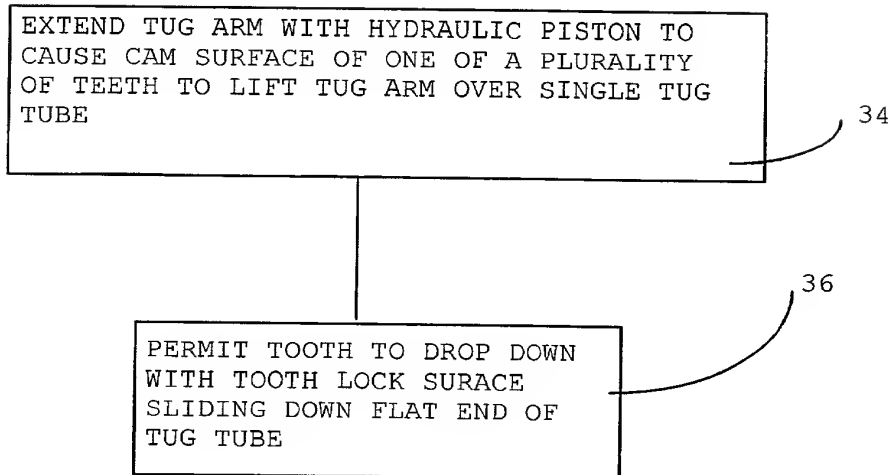 EXTEND TUG ARM WITH HYDRAULIC PISTON TO
CAUSE CAM SURFACE OF ONE OF A PLURALITY
OF TEETH TO LIFT TUG ARM OVER SINGLE TUG
TUBE
34
36
PERMIT TOOTH TO DROP DOWN
WITH TOOTH LOCK SURACE
SLIDING DOWN FLAT END OF
TUG TUBE